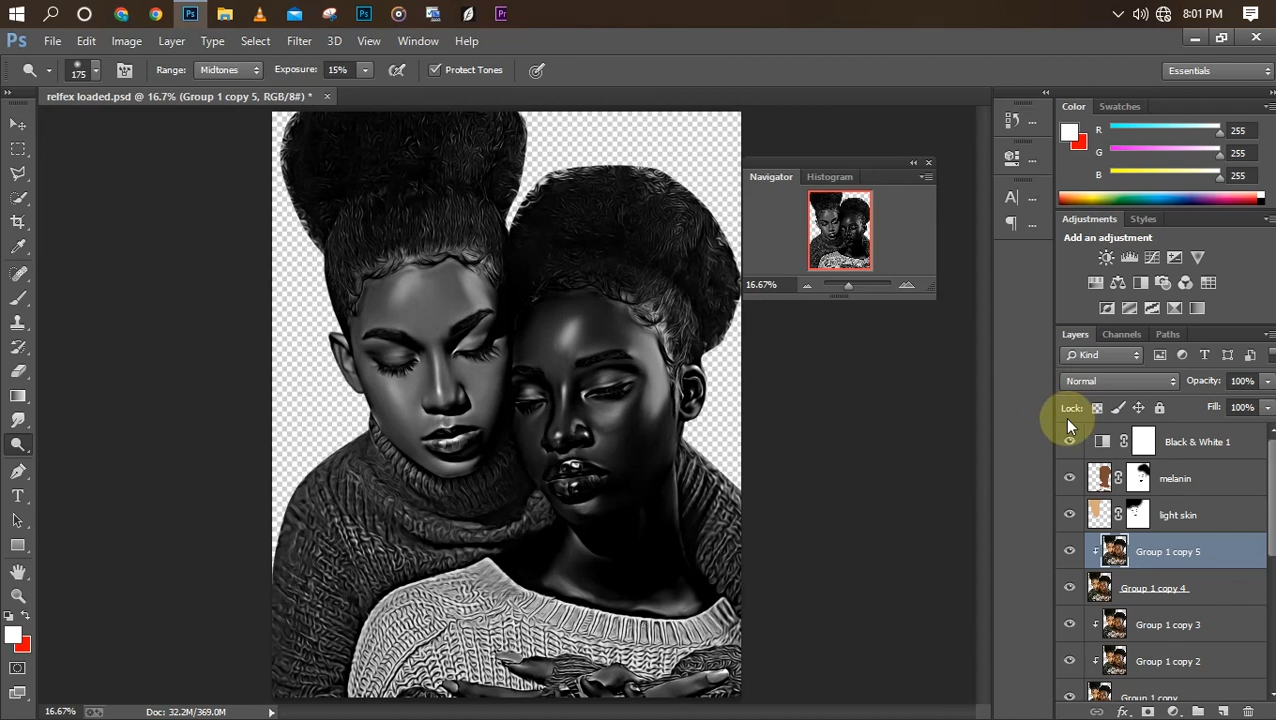 8:01 PM
Ps File Edit Image Layer Type Select Filter 3D View Window Help
175 Range: Midtones Exposure: 15% Protect Tones Essentials
relfex loaded.psd @ 16.7% (Group 1 copy 5, RGB/8#) *
Color Swatches
R 255
G 255
B 255
Navigator Histogram
16.67%
Adjustments Styles
Add an adjustment
Layers Channels Paths
Kind
Normal Opacity: 100%
Lock: Fill: 100%
Black & White 1
melanin
light skin
Group 1 copy 5
Group 1 copy 4
Group 1 copy 3
Group 1 copy 2
Group 1 copy
16.67% Doc: 32.2M/369.0M